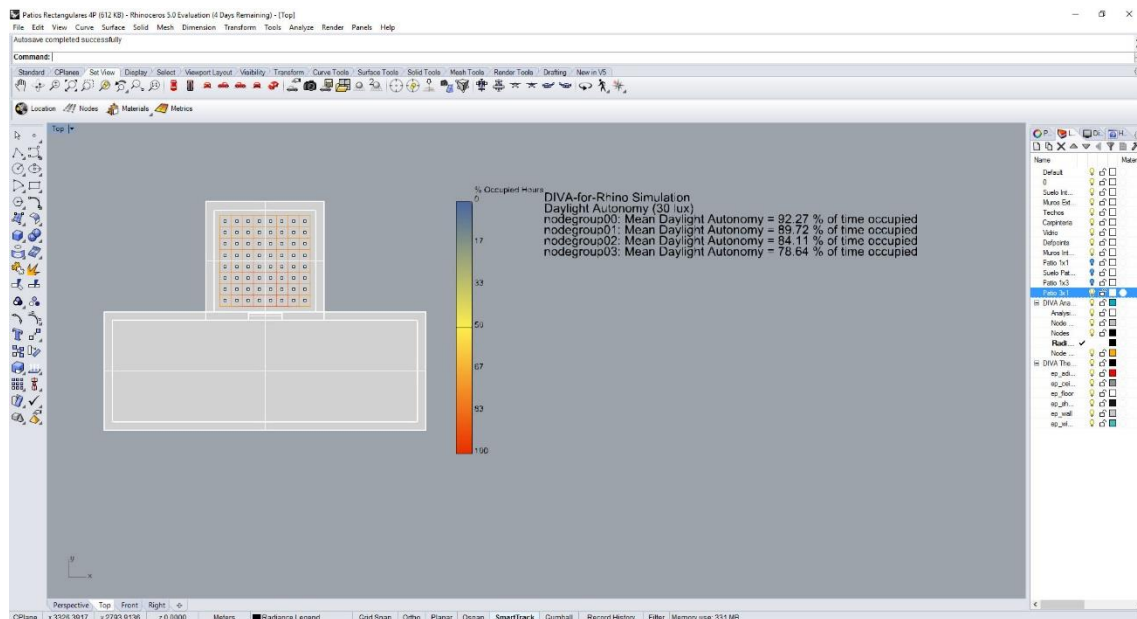 Patios Rectangulares 4P (612 KB) - Rhinoceros 5.0 Evaluation (4 Days Remaining) - [Top]
File Edit View Curve Surface Solid Mesh Dimension Transform Tools Analyze Render Panels Help
Autosave completed successfully
Command:
Standard CPlanes Set View Display Select Viewport Layout Visibility Transform Curve Tools Surface Tools Solid Tools Mesh Tools Render Tools Drafting New in V5
Location Nodes Materials Metrics
Top
P.. L.. Di.. H..
Name Mater
Default
0
Suelo Int...
Muros Ext...
Techos
Carpinteria
Vidrio
Defpoints
Muros Int...
Patio 1x1
Suelo Pat...
Patio 1x3
Patio 3x1
DIVA Ana...
Analysi...
Node ...
Nodes
Radi...
Node ...
DIVA The...
ep_adi...
ep_cei...
ep_floor
ep_sh...
ep_wall
ep_wi...
% Occupied Hours
0
17
33
50
67
83
100
DIVA-for-Rhino Simulation
Daylight Autonomy (30 lux)
nodegroup00: Mean Daylight Autonomy = 92.27 % of time occupied
nodegroup01: Mean Daylight Autonomy = 89.72 % of time occupied
nodegroup02: Mean Daylight Autonomy = 84.11 % of time occupied
nodegroup03: Mean Daylight Autonomy = 78.64 % of time occupied
y
x
Perspective Top Front Right
CPlane x 3326.3917 y 2793.9136 z 0.0000 Meters Radiance Legend Grid Snap Ortho Planar Osnap SmartTrack Gumball Record History Filter Memory use: 331 MB